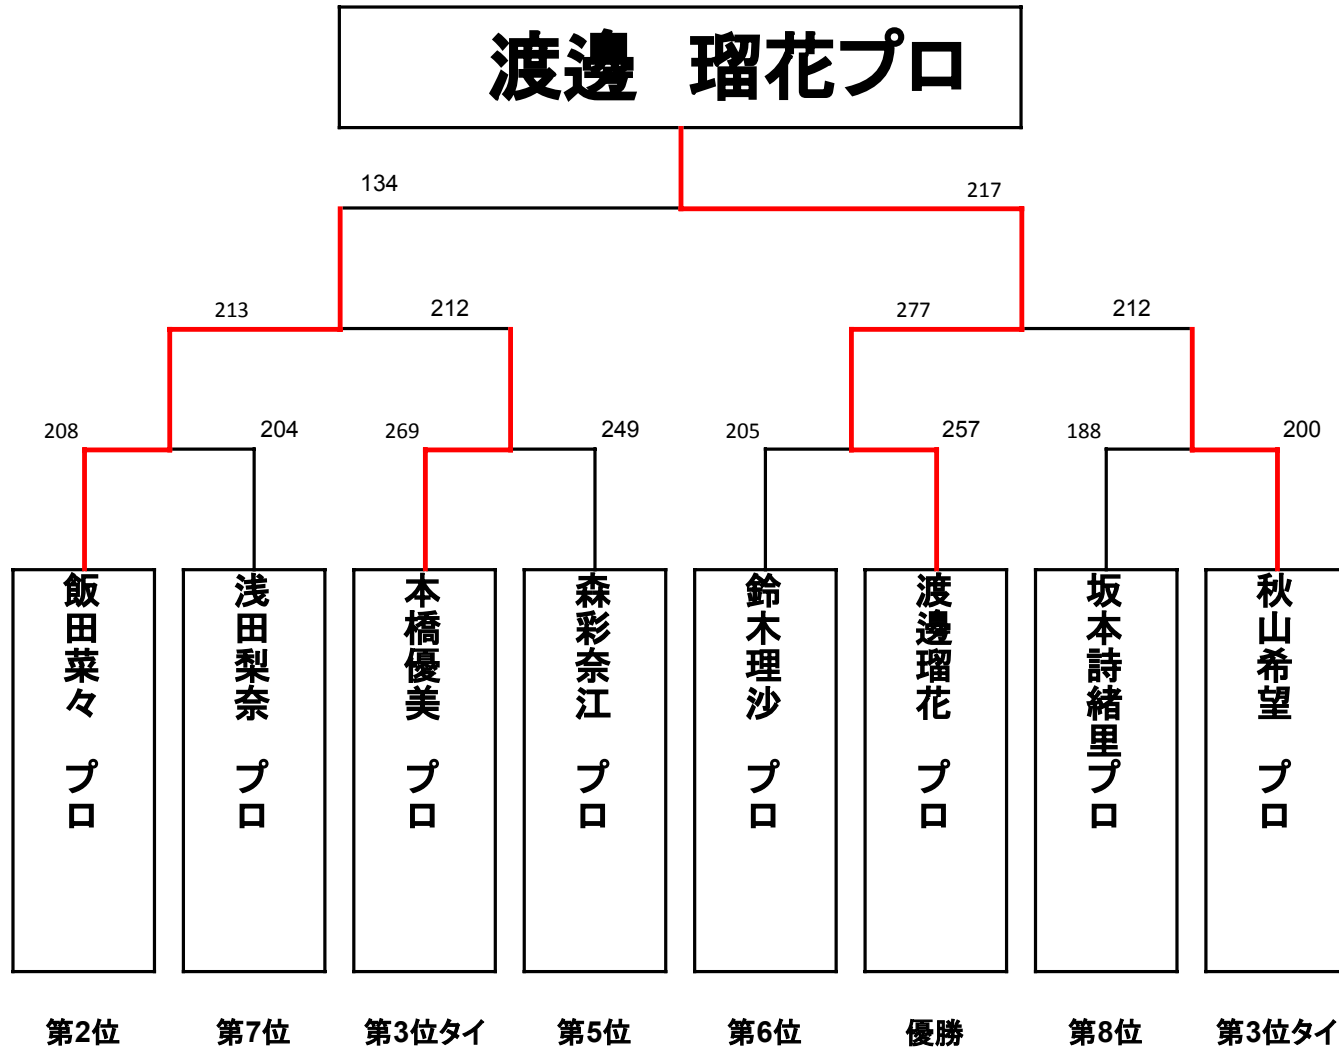 渡邊　瑠花プロ
134
217
213
212
277
212
208
204
269
249
205
257
188
200
飯田菜々　プロ
浅田梨奈　プロ
本橋優美　プロ
森彩奈江　プロ
鈴木理沙　プロ
渡邊瑠花　プロ
坂本詩緒里プロ
秋山希望　プロ
第2位
第7位
第3位タイ
第5位
第6位
優勝
第8位
第3位タイ